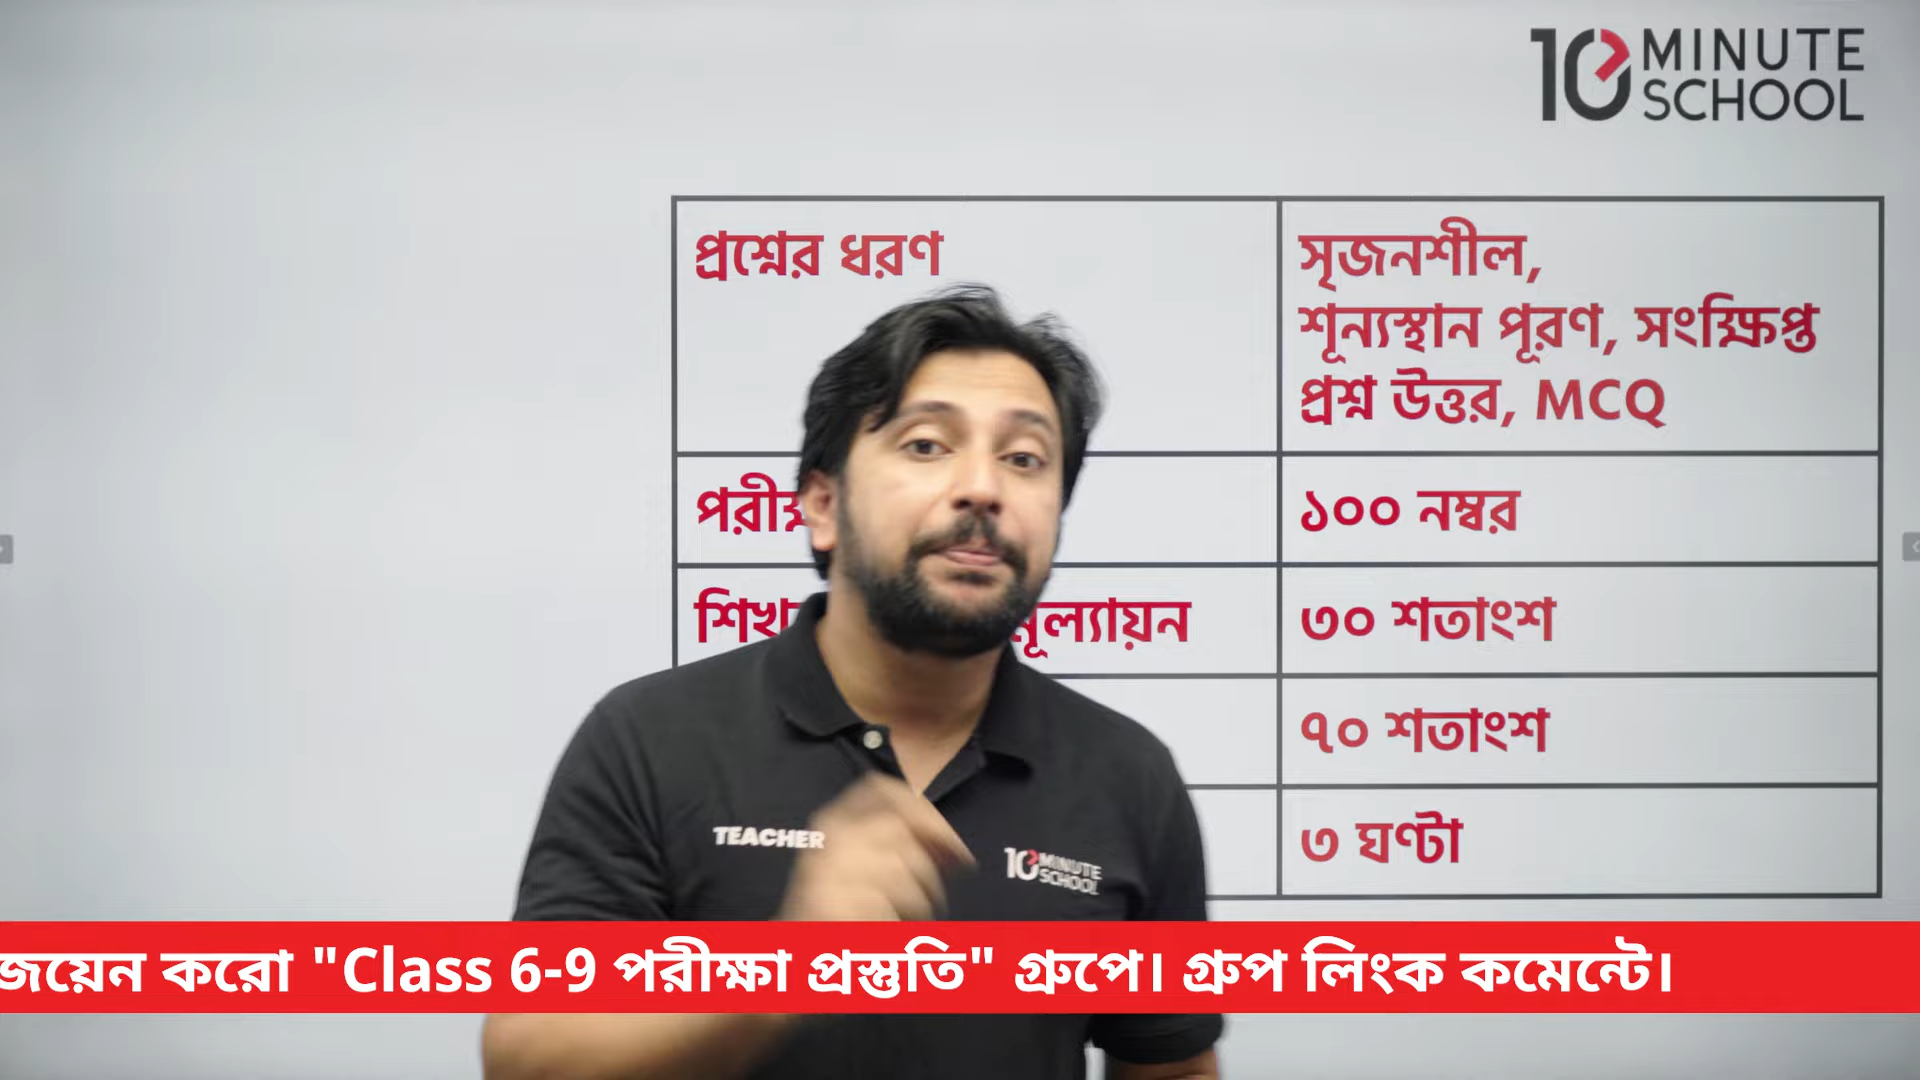 10 MINUTE
SCHOOL
প্রশ্নের ধরণ
সৃজনশীল,
শূন্যস্থান পূরণ, সংক্ষিপ্ত
প্রশ্ন উত্তর, MCQ
১০০ নম্বর
মূল্যায়ন
৩০ শতাংশ
৭০ শতাংশ
৩ ঘণ্টা
TEACHER
10 MINUTE
SCHOOL
জয়েন করো "Class 6-9 পরীক্ষা প্রস্তুতি" গ্রুপে। গ্রুপ লিংক কমেন্টে।